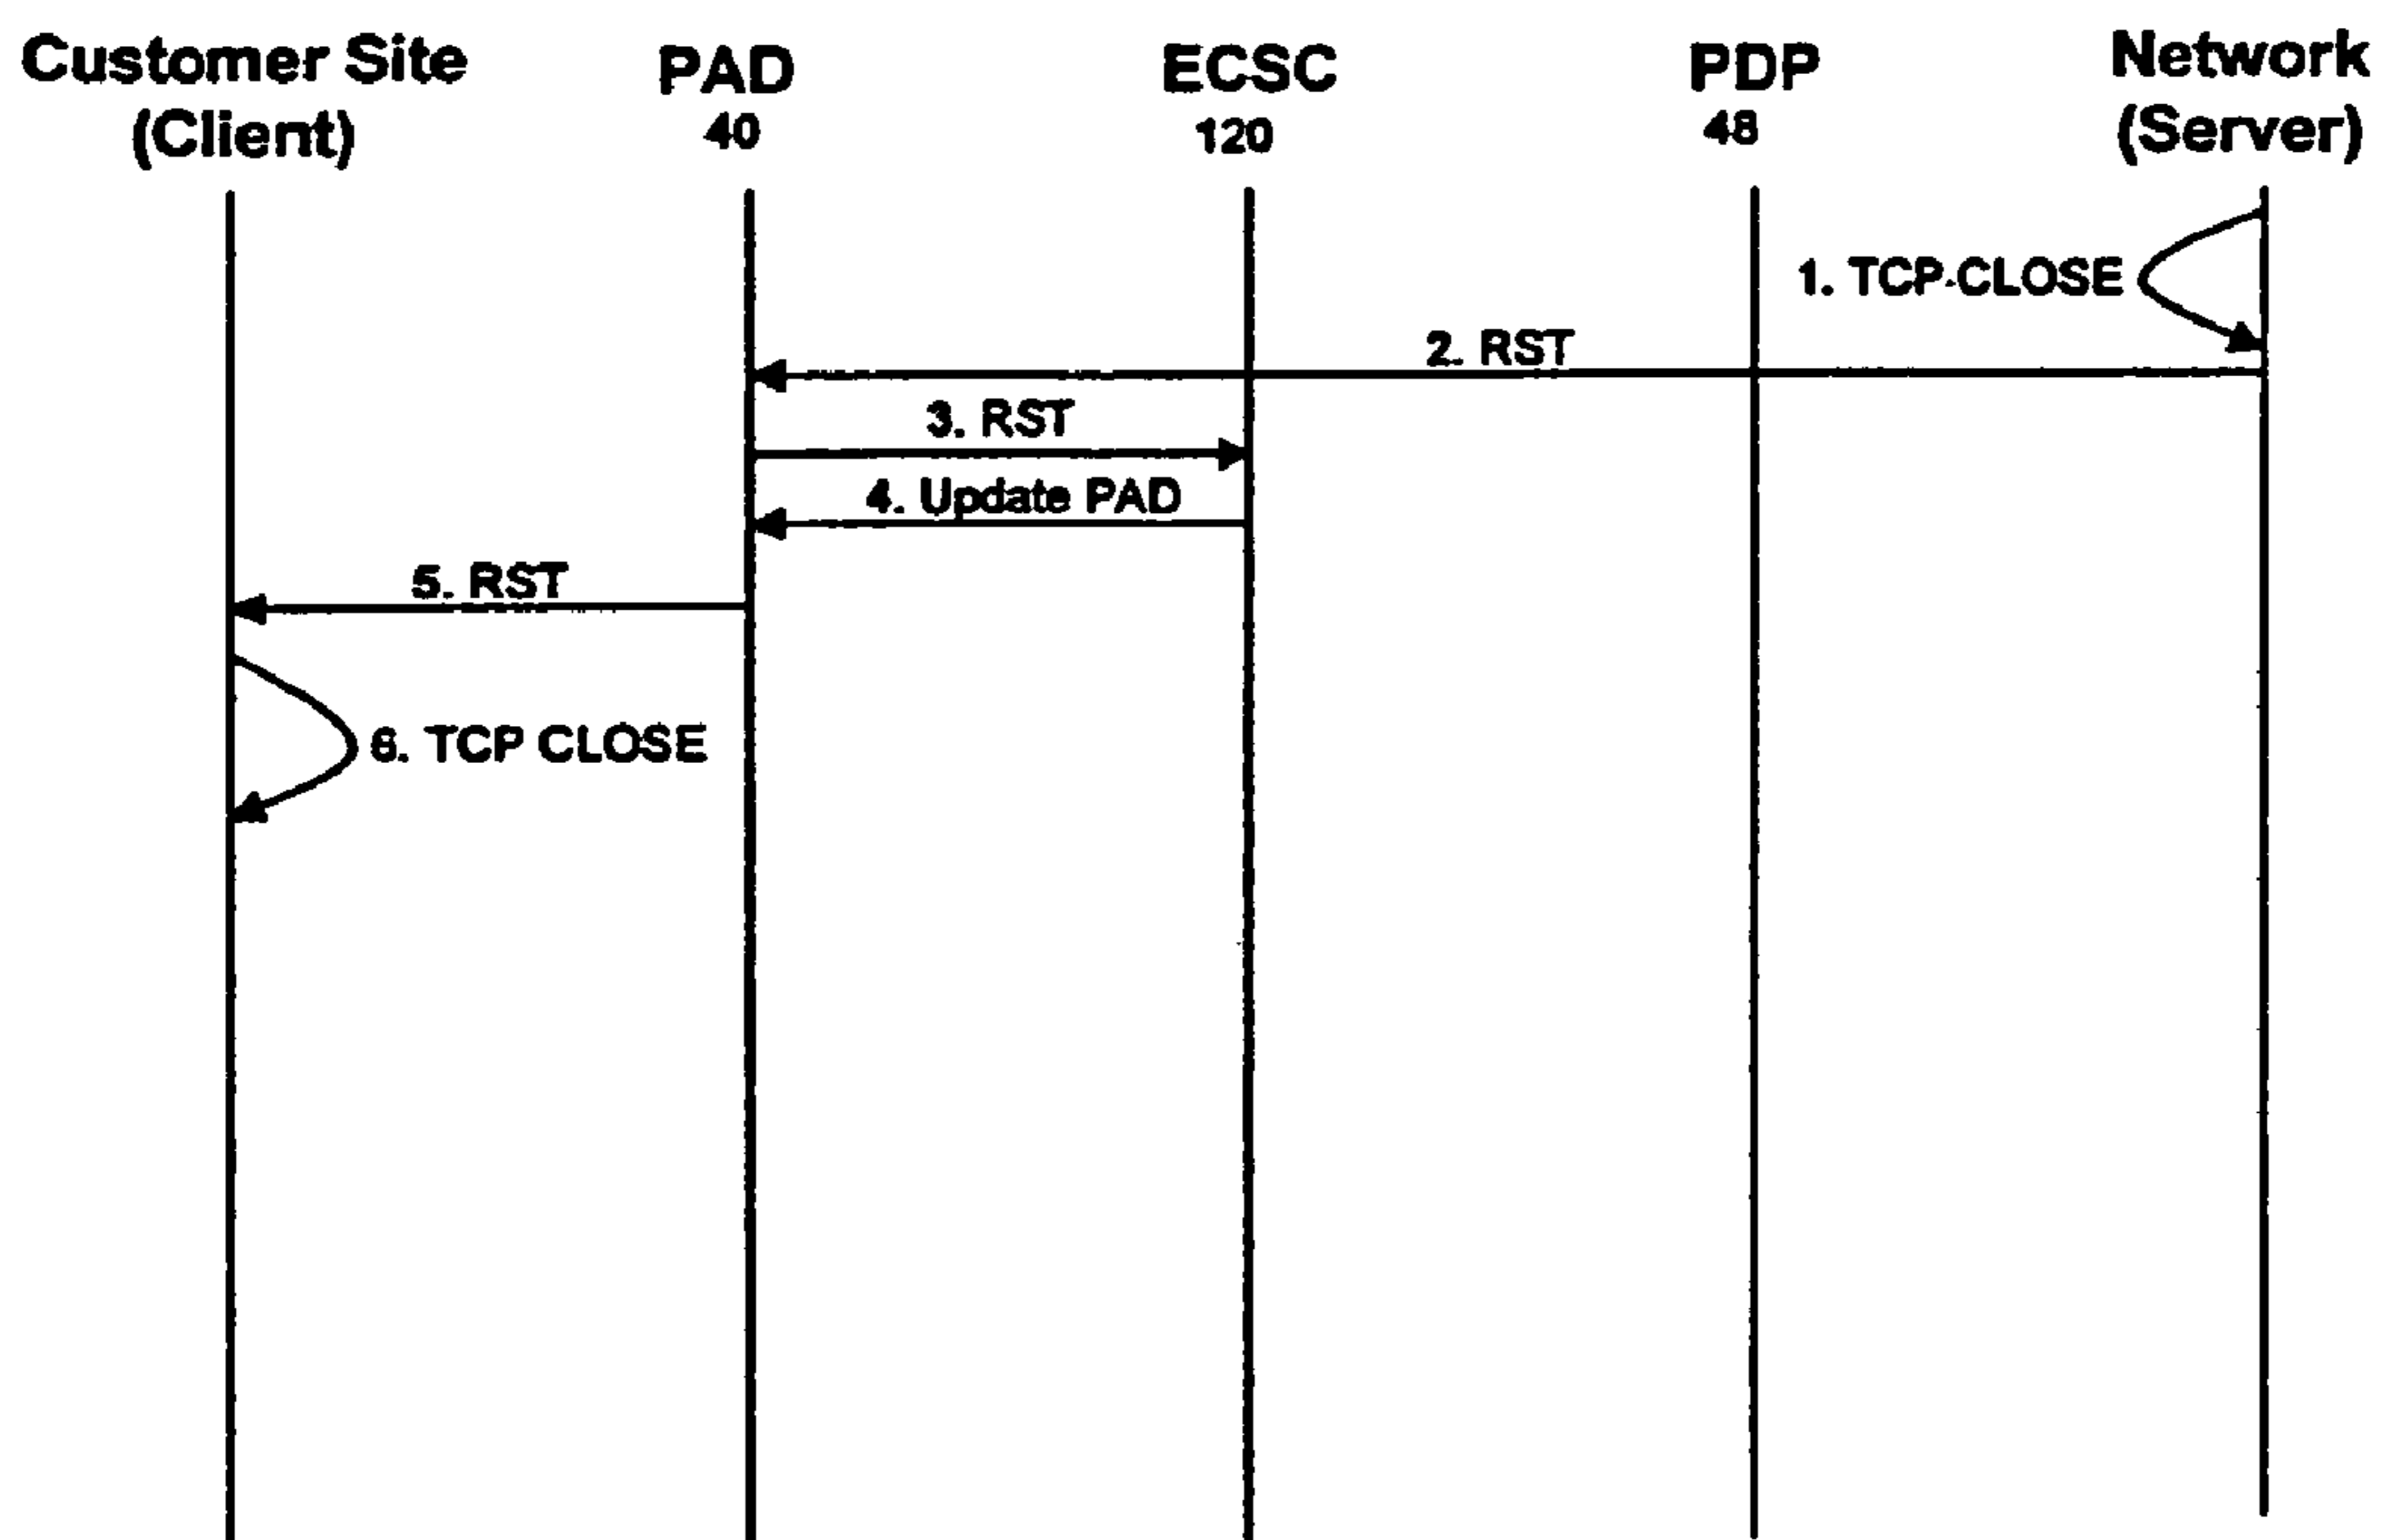 Customer Site
(Client)
PAD
40
ECSC
120
PDP
48
Network
(Server)
1. TCP CLOSE
2. RST
3. RST
4. Update PAD
5. RST
6. TCP CLOSE